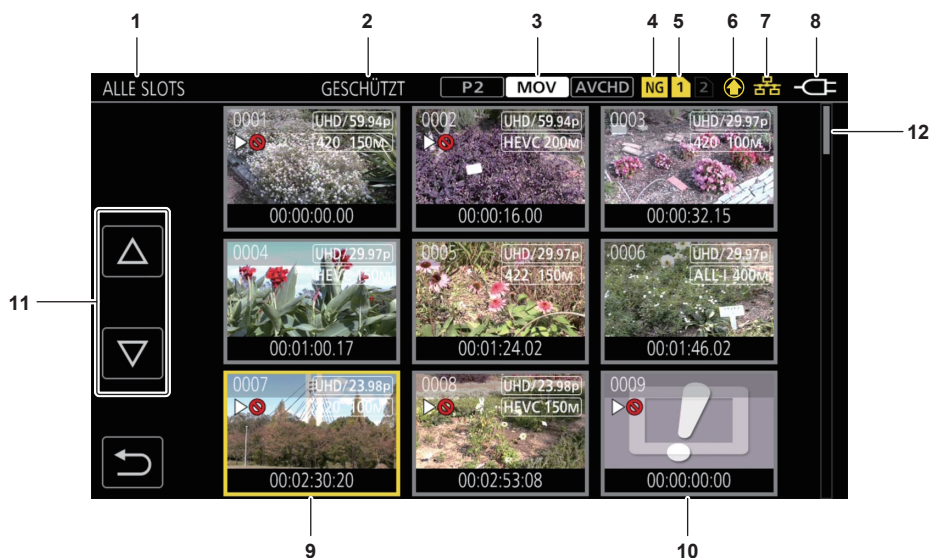 1 2 3 4 5 6 7 8
ALLE SLOTS GESCHÜTZT P2 MOV AVCHD NG 1 2
12
0001 UHD/59.94p
420 150M
00:00:00.00
0002 UHD/59.94p
HEVC 200M
00:00:16.00
0003 UHD/29.97p
420 100M
00:00:32.15
11
0004 UHD/29.97p
HEVC 150M
00:01:00.17
0005 UHD/29.97p
422 150M
00:01:24.02
0006 UHD/29.97p
ALL-I 400M
00:01:46.02
0007 UHD/23.98p
420 100M
00:02:30:20
0008 UHD/23.98p
HEVC 150M
00:02:53:08
0009
00:00:00:00
9 10